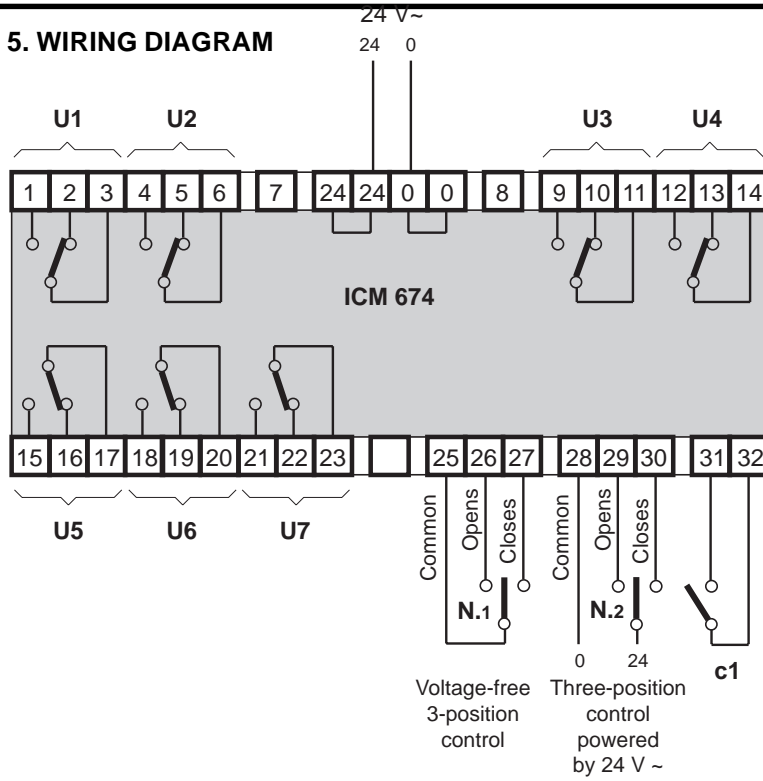 24 V~
5. WIRING DIAGRAM
24 0
U1 U2 U3 U4
1 2 3 4 5 6 7 24 24 0 0 8 9 10 11 12 13 14
ICM 674
15 16 17 18 19 20 21 22 23 25 26 27 28 29 30 31 32
U5 U6 U7
Common Opens Closes Common Opens Closes
N.1 N.2
0 24
c1
Voltage-free Three-position
3-position control
control powered
by 24 V ~